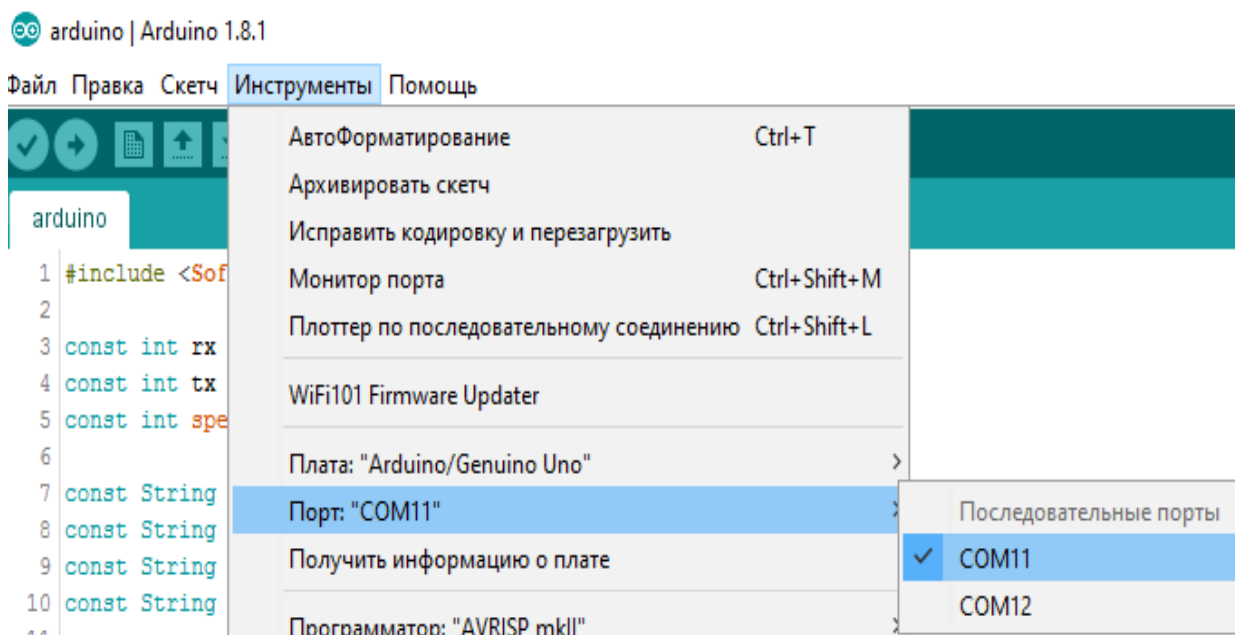 arduino | Arduino 1.8.1
Файл Правка Скетч Инструменты Помощь
arduino
АвтоФорматирование Ctrl+T
Архивировать скетч
Исправить кодировку и перезагрузить
Монитор порта Ctrl+Shift+M
Плоттер по последовательному соединению Ctrl+Shift+L
WiFi101 Firmware Updater
Плата: "Arduino/Genuino Uno"
Порт: "COM11"
Получить информацию о плате
Программатор: "AVRISP mkII"
Последовательные порты
COM11
COM12
1 #include <Sof
2
3 const int rx
4 const int tx
5 const int spe
6
7 const String
8 const String
9 const String
10 const String